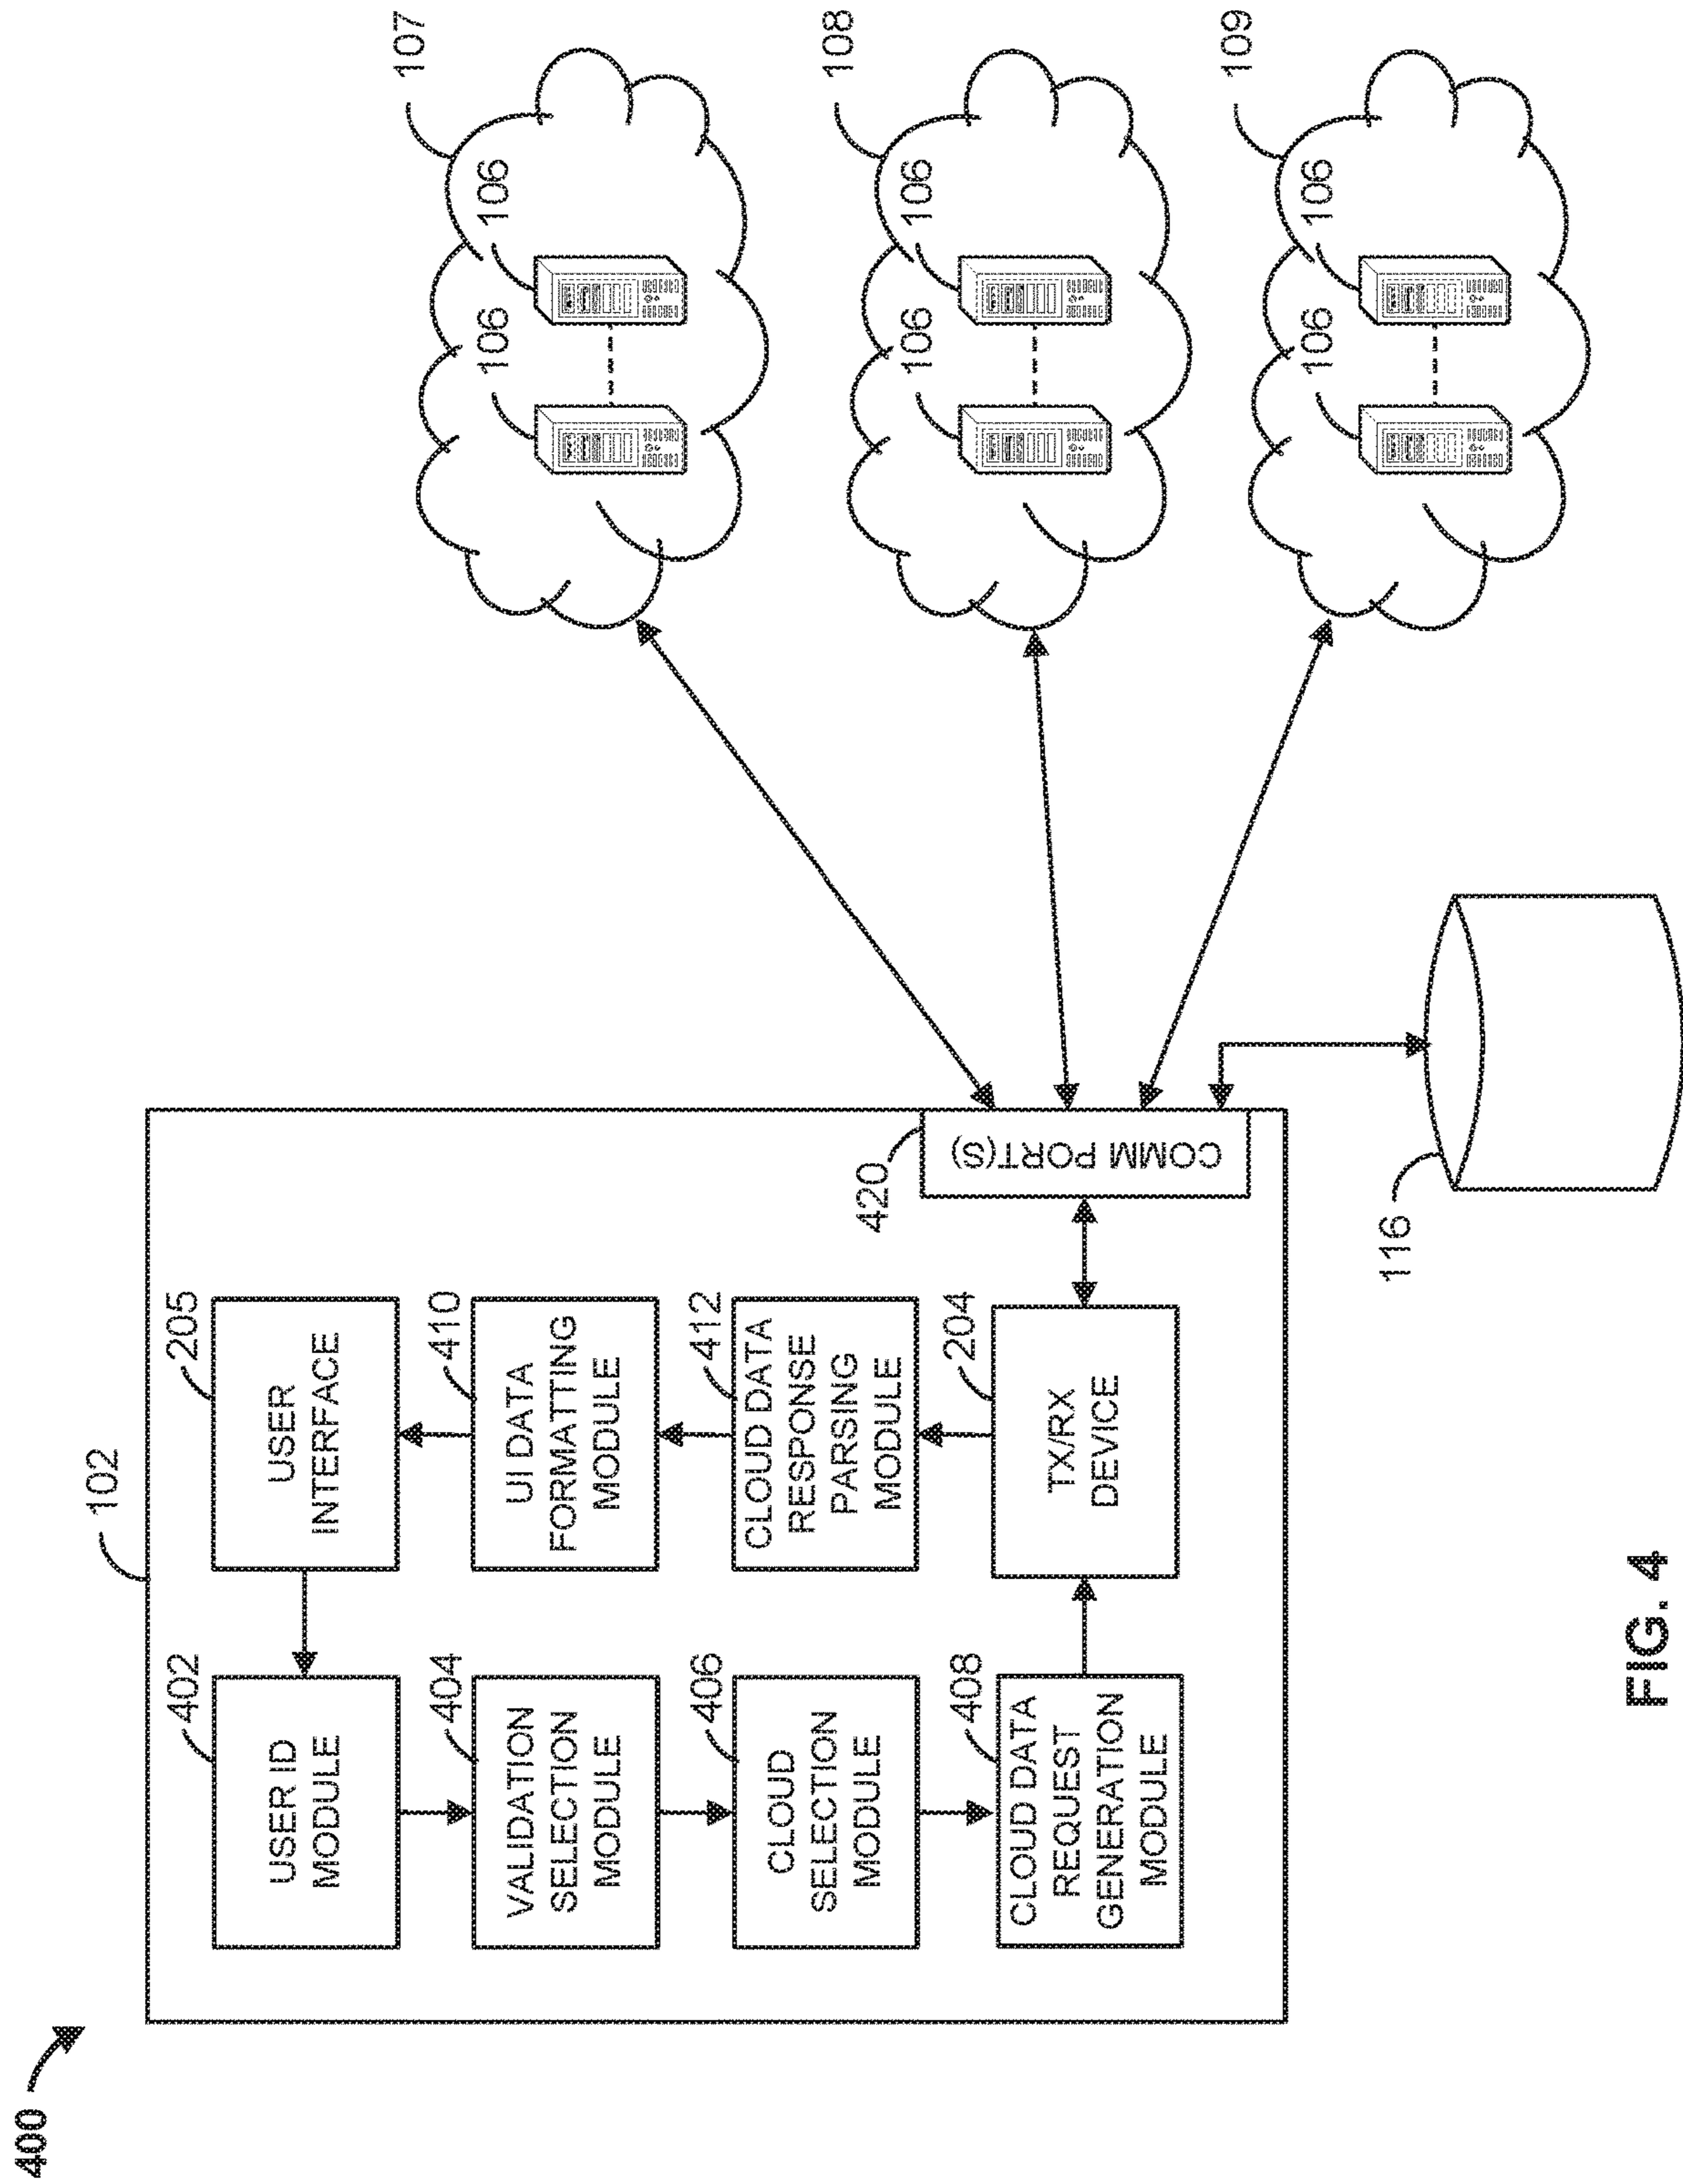 400
102
402
USER ID
MODULE
205
USER
INTERFACE
404
VALIDATION
SELECTION
MODULE
410
UI DATA
FORMATTING
MODULE
406
CLOUD
SELECTION
MODULE
412
CLOUD DATA
RESPONSE
PARSING
MODULE
408
CLOUD DATA
REQUEST
GENERATION
MODULE
204
TX/RX
DEVICE
420
COMM PORT(S)
116
107
106
106
108
106
106
109
106
106
FIG. 4